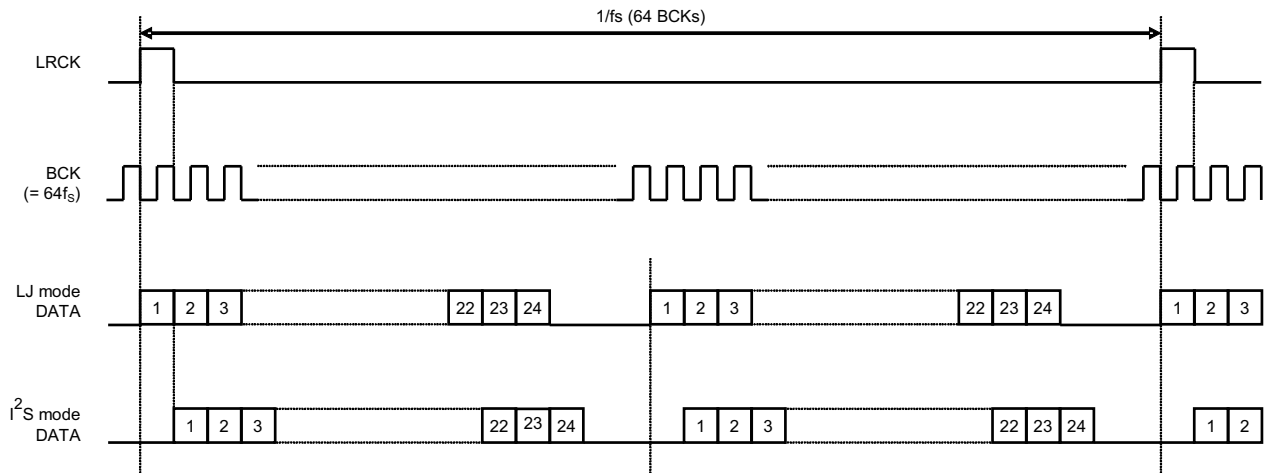 1/fs (64 BCKs)
LRCK
BCK
(= 64fS)
LJ mode
DATA
1 2 3 22 23 24 1 2 3 22 23 24 1 2 3
I2S mode
DATA
1 2 3 22 23 24 1 2 3 22 23 24 1 2